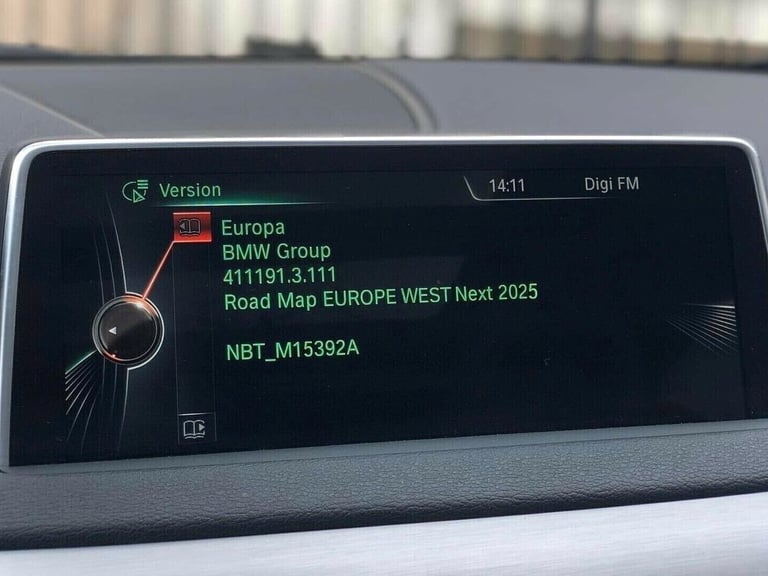 Version
14:11
Digi FM
Europa
BMW Group
411191.3.111
Road Map EUROPE WEST Next 2025
NBT_M15392A